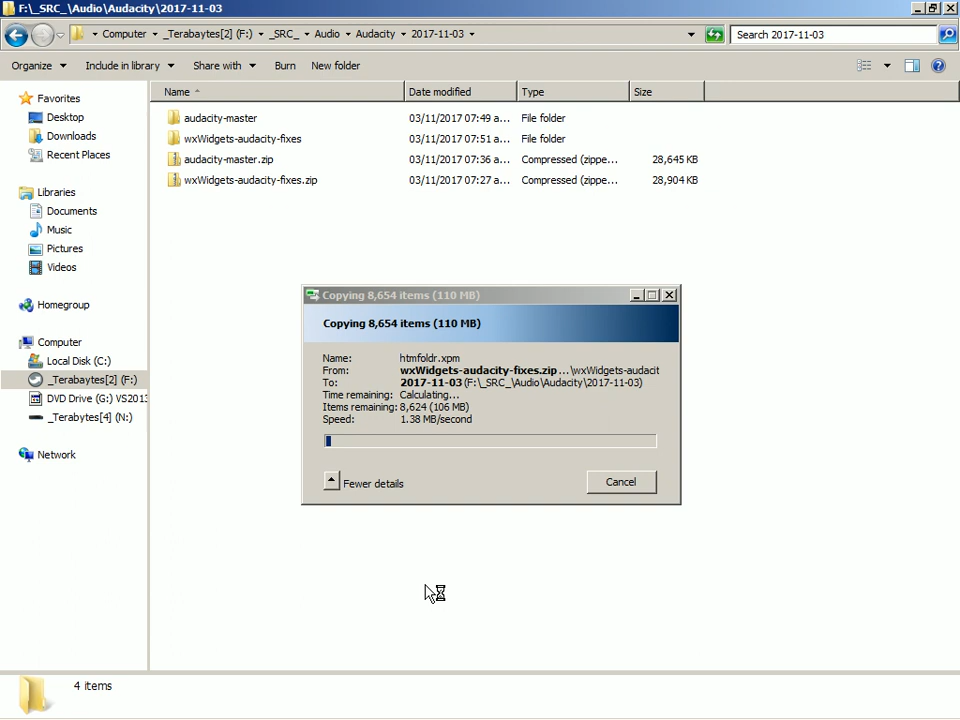 F:\_SRC_\Audio\Audacity\2017-11-03
Computer _Terabaytes[2] (F:) _SRC_ Audio Audacity 2017-11-03 Search 2017-11-03
Organize Include in library Share with Burn New folder
Name Date modified Type Size
Favorites
Desktop
Downloads
Recent Places
Libraries
Documents
Music
Pictures
Videos
Homegroup
Computer
Local Disk (C:)
_Terabaytes[2] (F:)
DVD Drive (G:) VS2013
_Terabytes[4] (N:)
Network
audacity-master 03/11/2017 07:49 a... File folder
wxWidgets-audacity-fixes 03/11/2017 07:51 a... File folder
audacity-master.zip 03/11/2017 07:36 a... Compressed (zippe... 28,645 KB
wxWidgets-audacity-fixes.zip 03/11/2017 07:27 a... Compressed (zippe... 28,904 KB
Copying 8,654 items (110 MB)
Copying 8,654 items (110 MB)
Name: htmfoldr.xpm
From: wxWidgets-audacity-fixes.zip ...\wxWidgets-audacit
To: 2017-11-03 (F:\_SRC_\Audio\Audacity\2017-11-03)
Time remaining: Calculating...
Items remaining: 8,624 (106 MB)
Speed: 1.38 MB/second
Fewer details Cancel
4 items